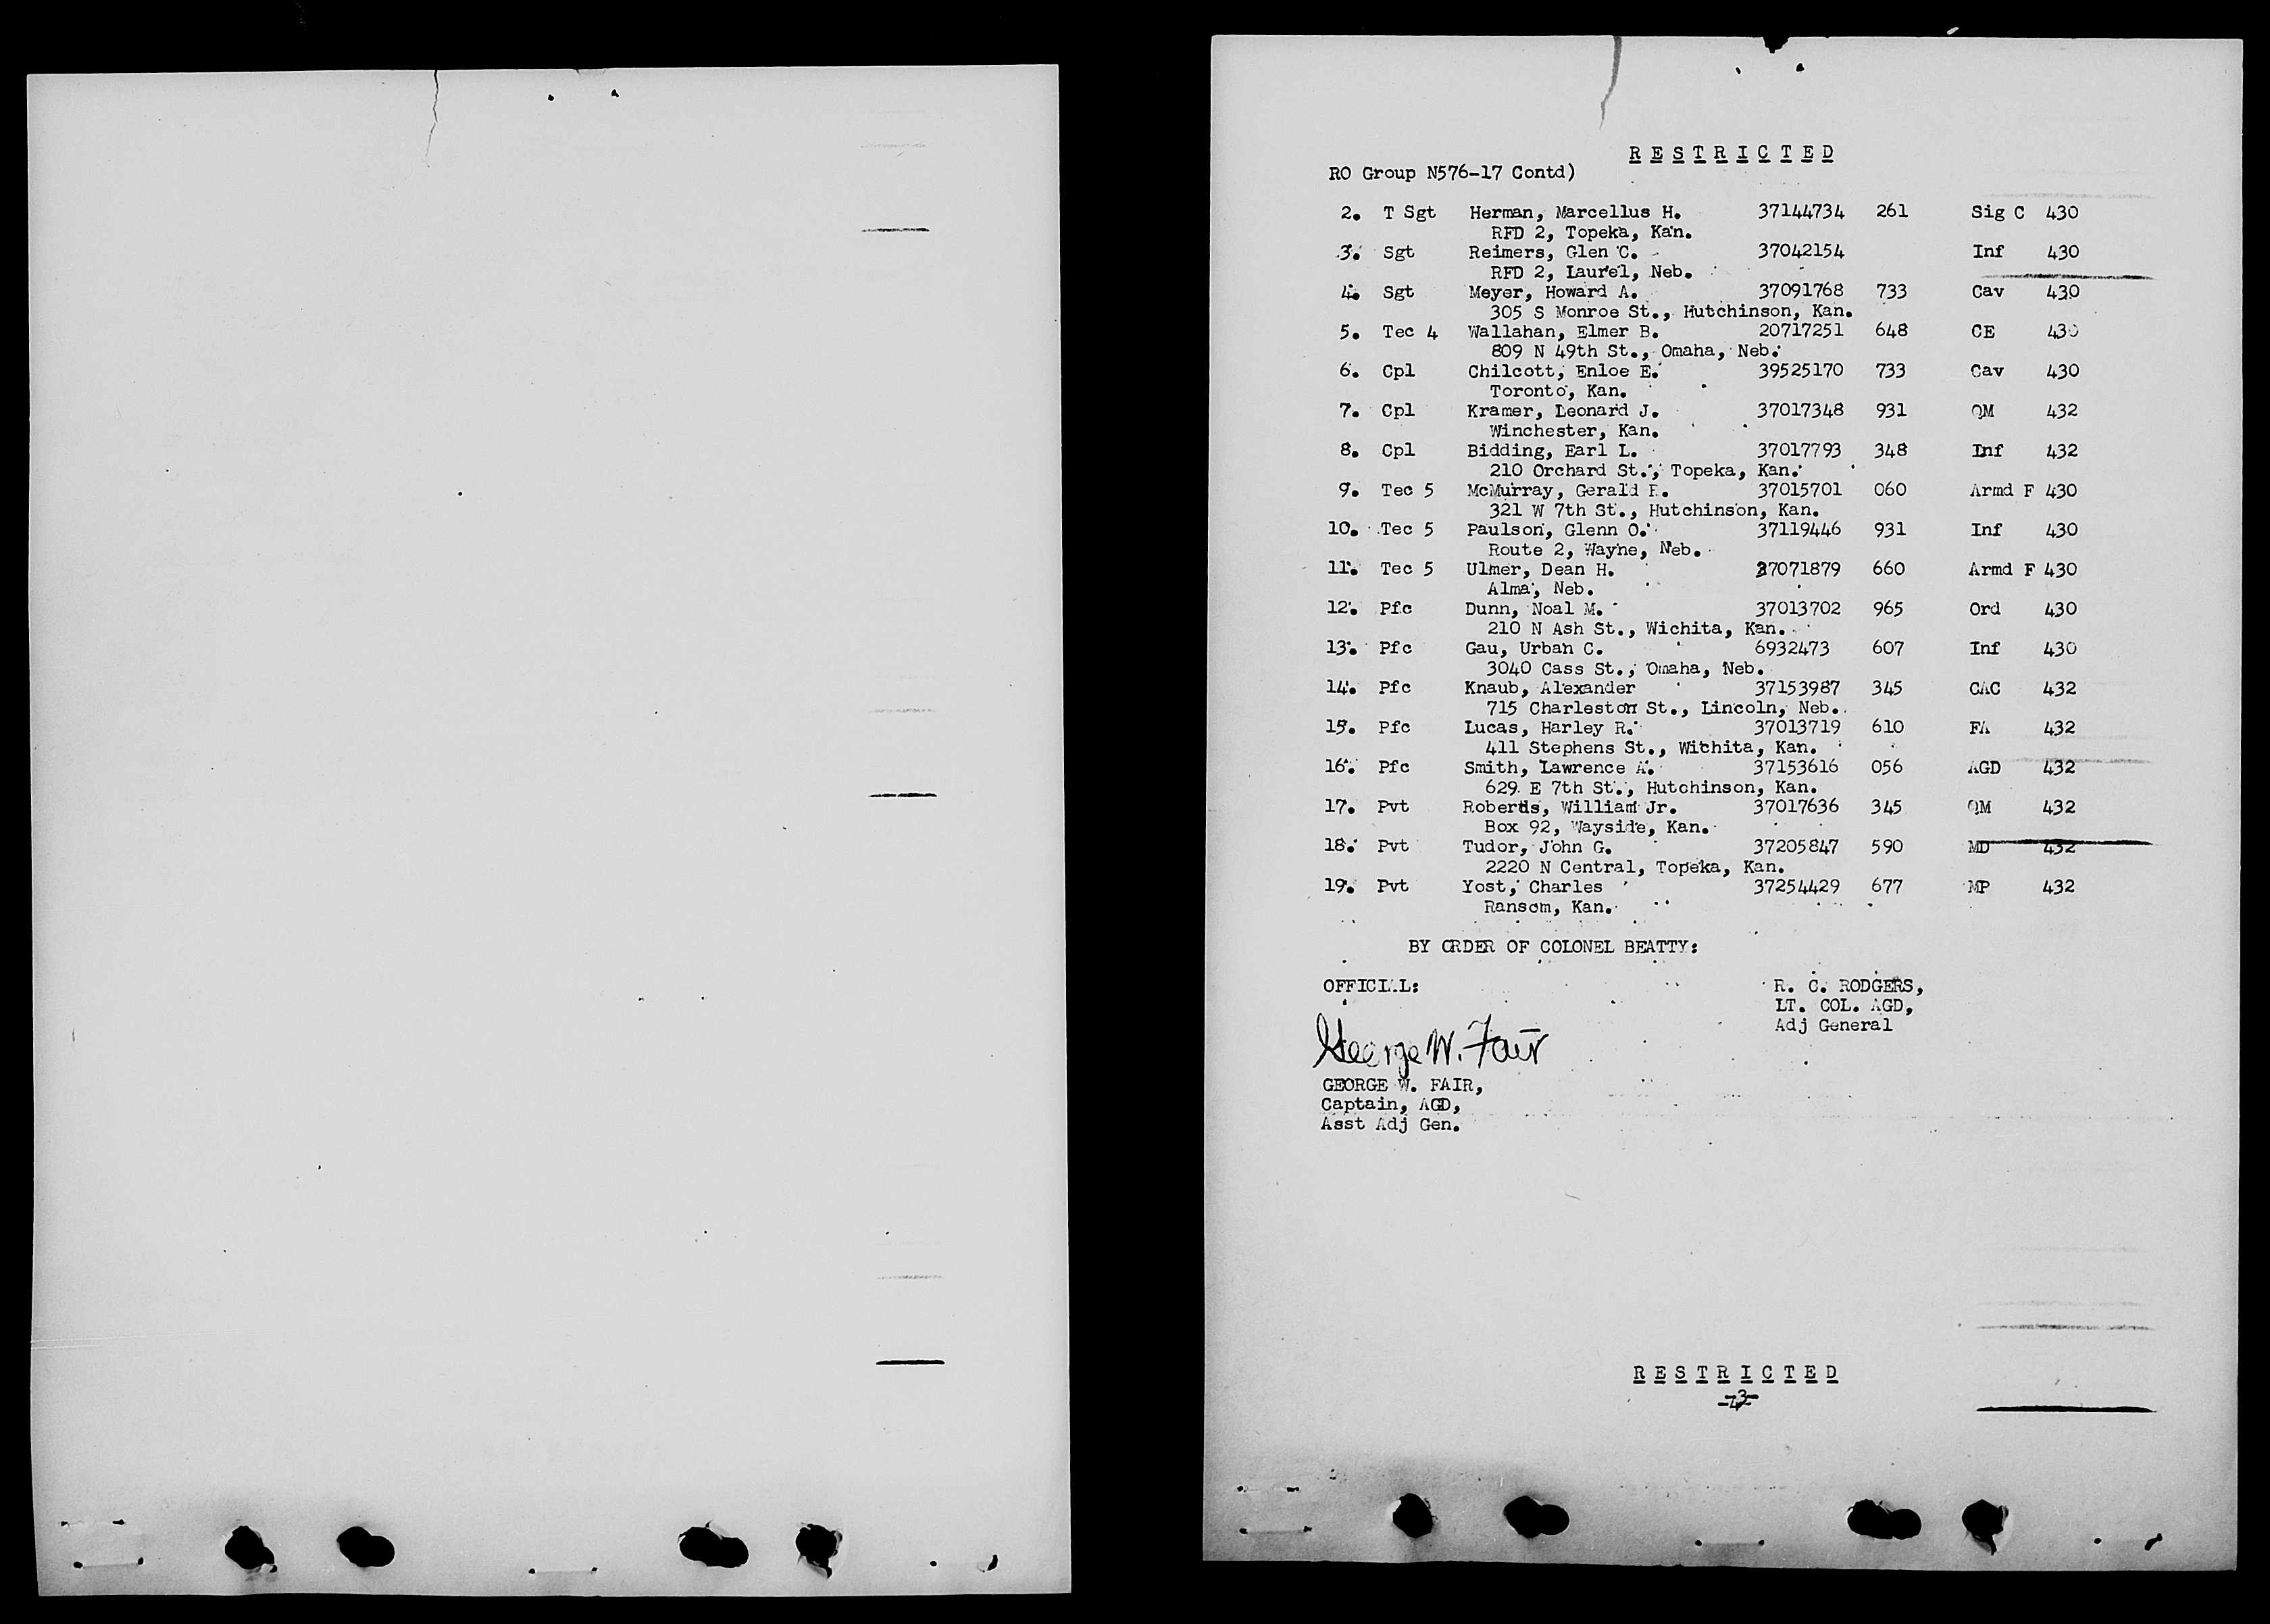 R E S T R I C T E D
RO Group N576-17 Contd)
2. T Sgt Herman, Marcellus H. 37144734 261 Sig C 430
RFD 2, Topeka, Kan.
3. Sgt Reimers, Glen C. 37042154 Inf 430
RFD 2, Laurel, Neb.
4. Sgt Meyer, Howard A. 37091768 733 Cav 430
305 S Monroe St., Hutchinson, Kan.
5. Tec 4 Wallahan, Elmer B. 20717251 648 CE 430
809 N 49th St., Omaha, Neb.
6. Cpl Chilcott, Enloe E. 39525170 733 Cav 430
Toronto, Kan.
7. Cpl Kramer, Leonard J. 37017348 931 QM 432
Winchester, Kan.
8. Cpl Bidding, Earl L. 37017793 348 Inf 432
210 Orchard St., Topeka, Kan.
9. Tec 5 McMurray, Gerald 37015701 060 Armd F 430
321 W 7th St., Hutchinson, Kan.
10. Tec 5 Paulson, Glenn O. 37119446 931 Inf 430
Route 2, Wayne, Neb.
11. Tec 5 Ulmer, Dean H. 37071879 660 Armd F 430
Alma, Neb.
12. Pfc Dunn, Noal M. 37013702 965 Ord 430
210 N Ash St., Wichita, Kan.
13. Pfc Gau, Urban C. 6932473 607 Inf 430
3040 Cass St., Omaha, Neb.
14. Pfc Knaub, Alexander 37153987 345 CAC 432
715 Charleston St., Lincoln, Neb.
15. Pfc Lucas, Harley R. 37013719 610 FA 432
411 Stephens St., Wichita, Kan.
16. Pfc Smith, Lawrence A. 37153616 056 AGD 432
629 E 7th St., Hutchinson, Kan.
17. Pvt Roberts, William Jr. 37017636 345 QM 432
Box 92, Wayside, Kan.
18. Pvt Tudor, John G. 37205847 590 MD 432
2220 N Central, Topeka, Kan.
19. Pvt Yost, Charles 37254429 677 MP 432
Ransom, Kan.
BY ORDER OF COLONEL BEATTY:
OFFICIAL:
R. C. RODGERS,
LT. COL. AGD,
Adj General
George W. Fair
GEORGE W. FAIR,
Captain, AGD,
Asst Adj Gen.
R E S T R I C T E D